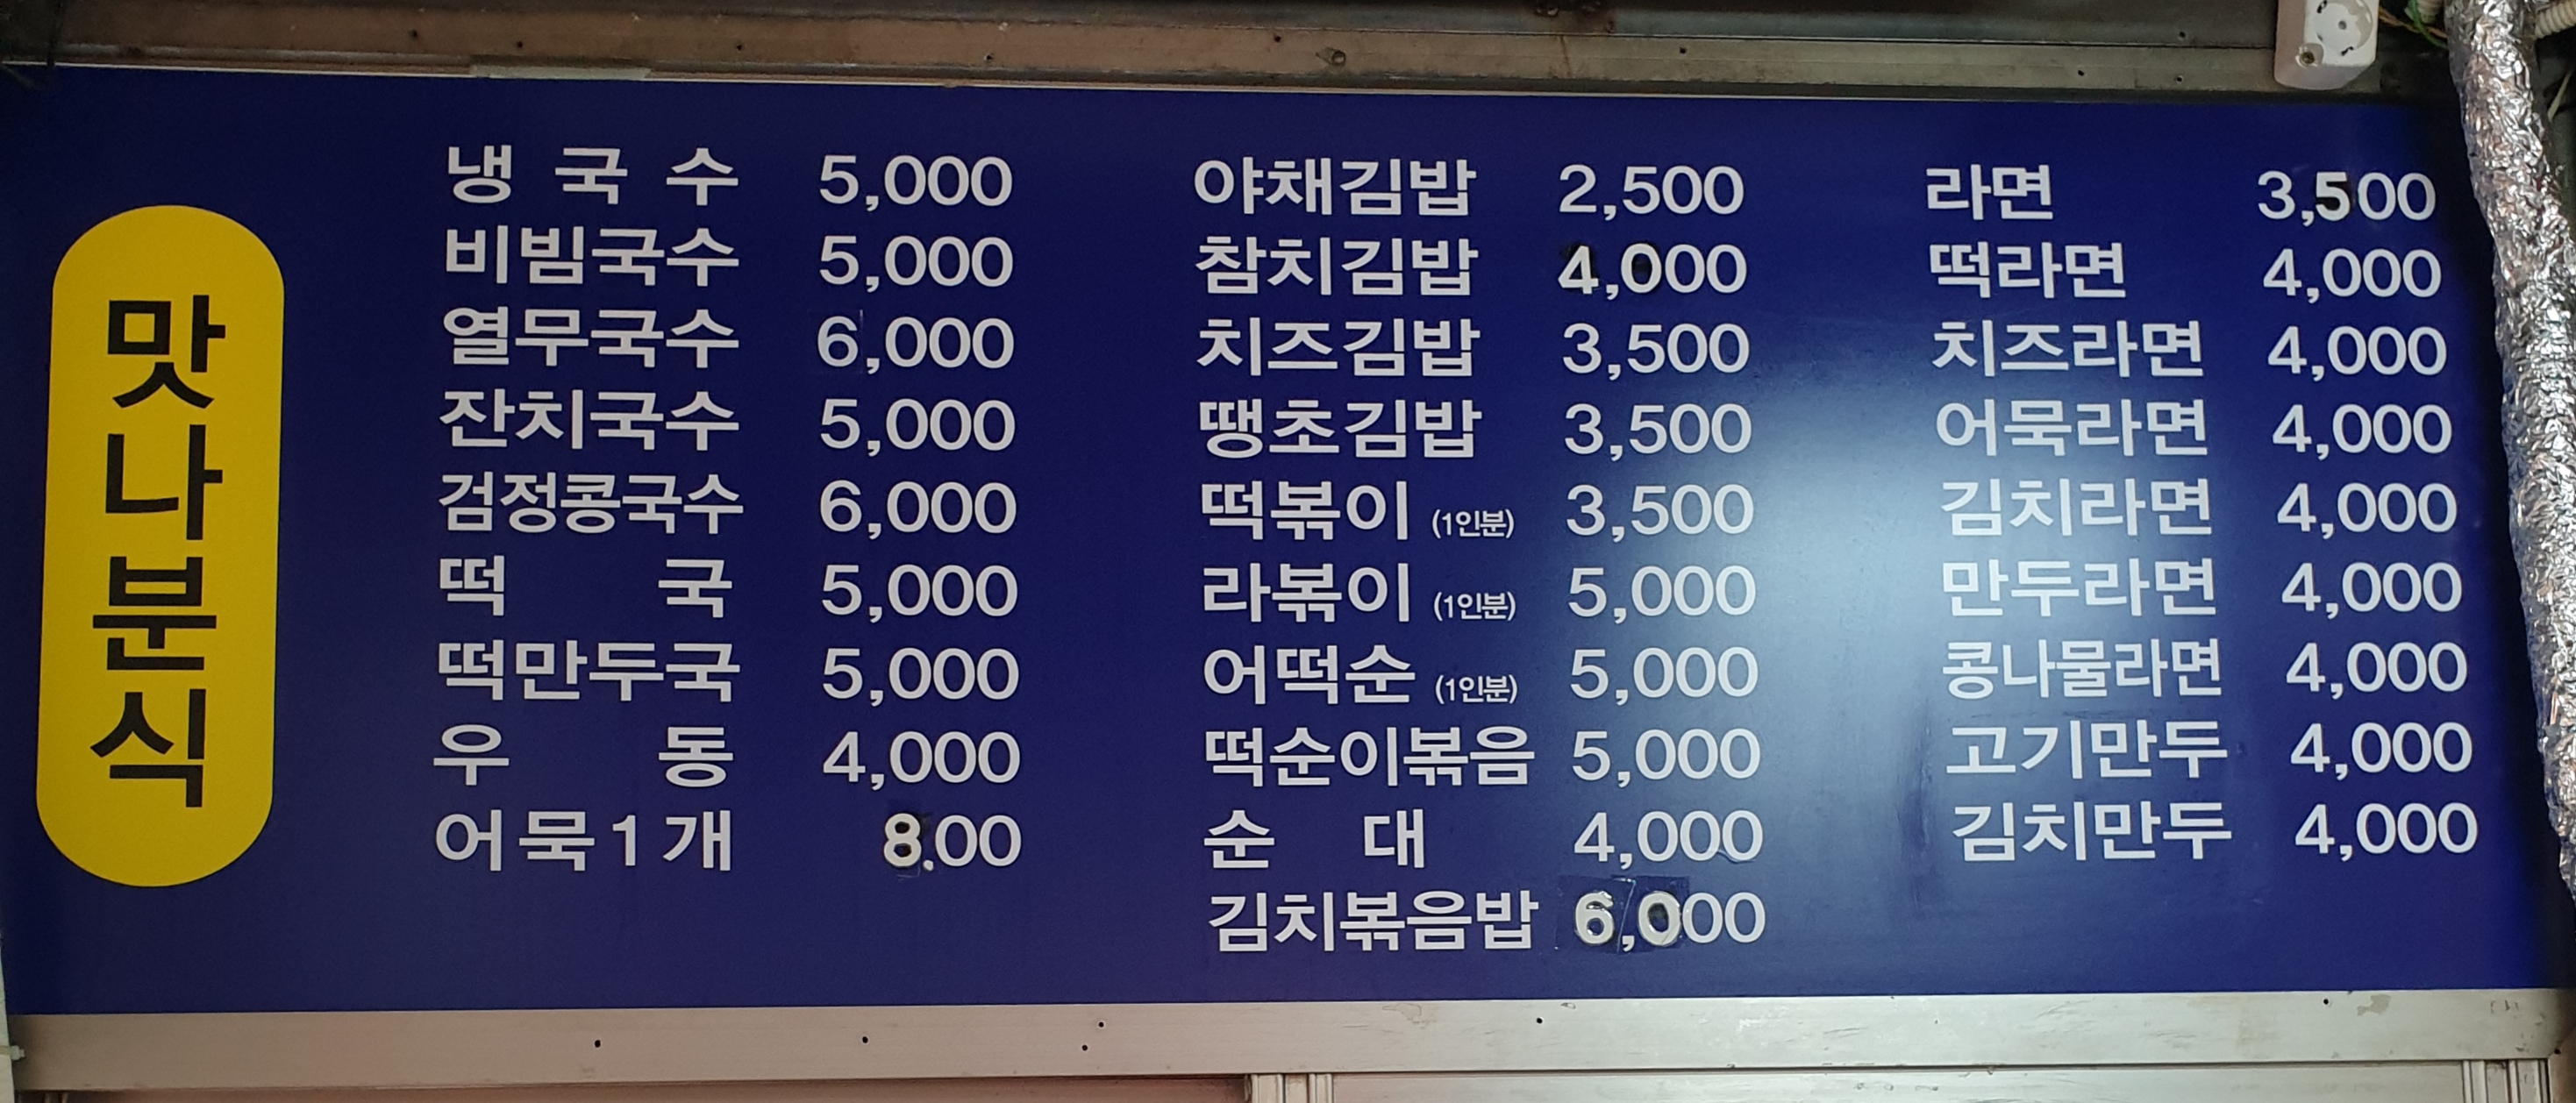 맛나분식
냉국수 5,000
비빔국수 5,000
열무국수 6,000
잔치국수 5,000
검정콩국수 6,000
떡국 5,000
떡만두국 5,000
우동 4,000
어묵1개 8.00
야채김밥 2,500
참치김밥 4,000
치즈김밥 3,500
땡초김밥 3,500
떡볶이 (1인분) 3,500
라볶이 (1인분) 5,000
어떡순 (1인분) 5,000
떡순이볶음 5,000
순대 4,000
김치볶음밥 6,000
라면 3,500
떡라면 4,000
치즈라면 4,000
어묵라면 4,000
김치라면 4,000
만두라면 4,000
콩나물라면 4,000
고기만두 4,000
김치만두 4,000